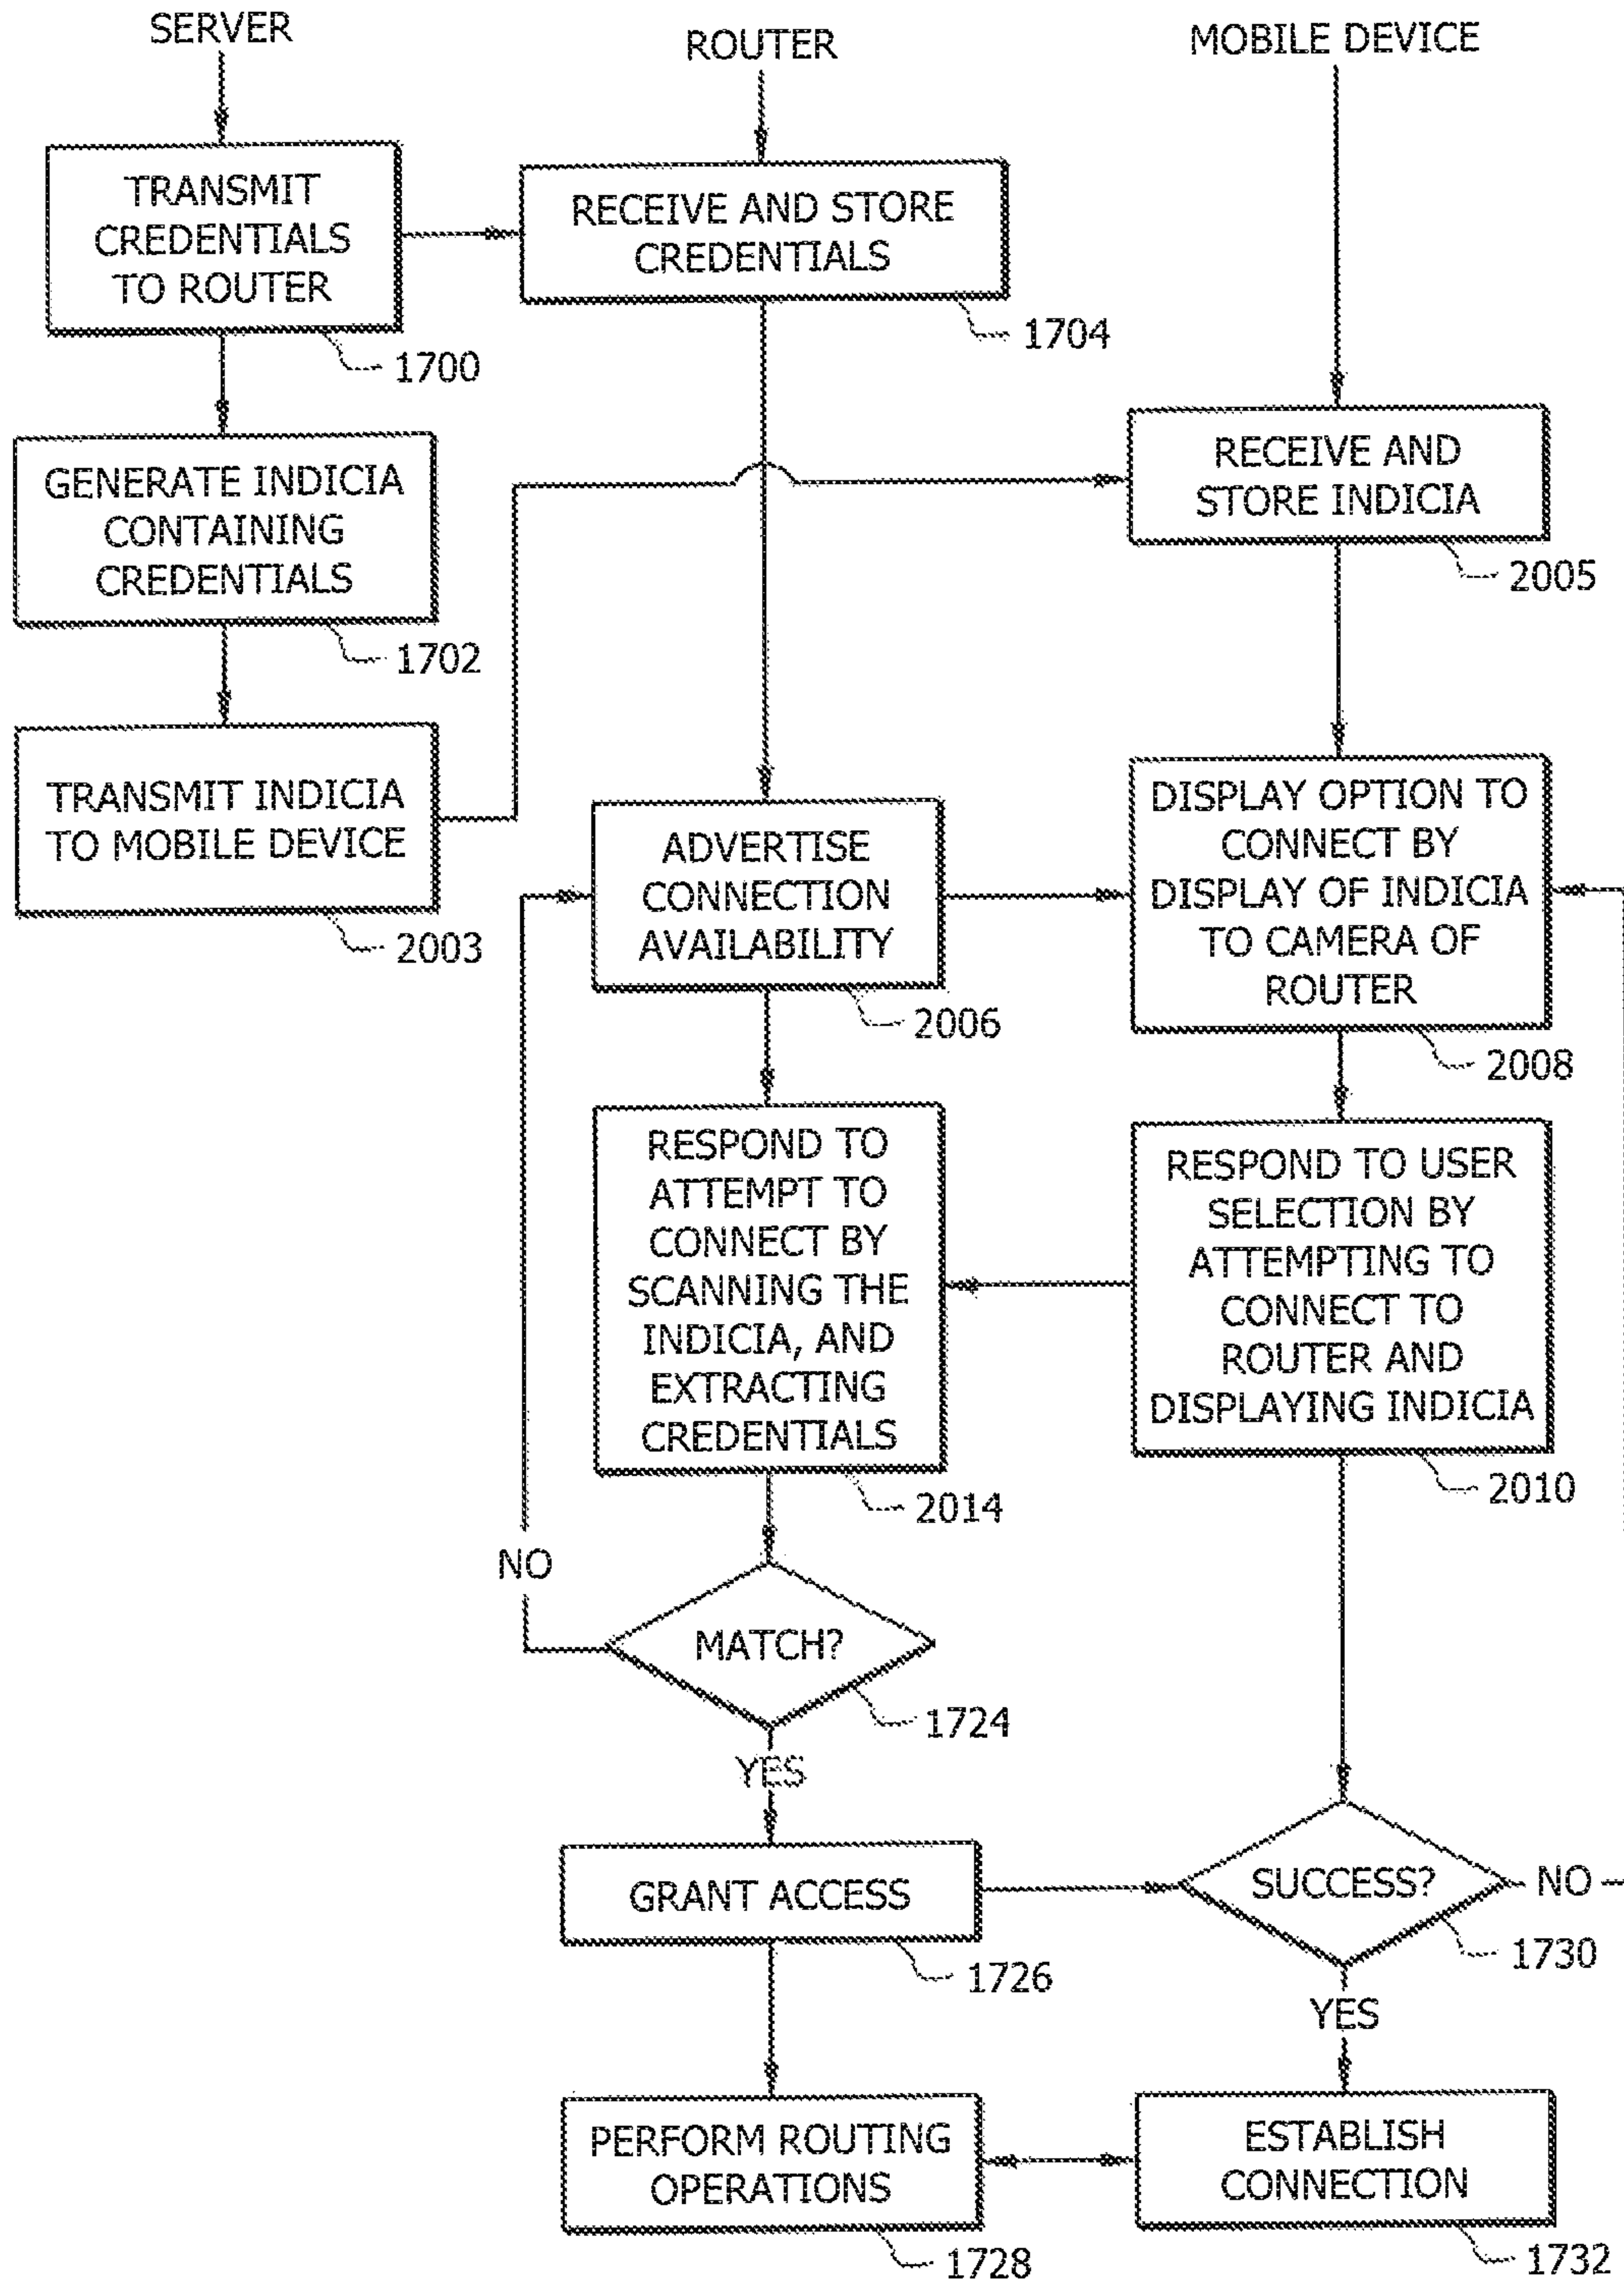 SERVER
ROUTER
MOBILE DEVICE
TRANSMIT
CREDENTIALS
TO ROUTER
1700
RECEIVE AND STORE
CREDENTIALS
1704
GENERATE INDICIA
CONTAINING
CREDENTIALS
1702
RECEIVE AND
STORE INDICIA
2005
TRANSMIT INDICIA
TO MOBILE DEVICE
2003
ADVERTISE
CONNECTION
AVAILABILITY
2006
DISPLAY OPTION TO
CONNECT BY
DISPLAY OF INDICIA
TO CAMERA OF
ROUTER
2008
RESPOND TO
ATTEMPT TO
CONNECT BY
SCANNING THE
INDICIA, AND
EXTRACTING
CREDENTIALS
2014
RESPOND TO USER
SELECTION BY
ATTEMPTING TO
CONNECT TO
ROUTER AND
DISPLAYING INDICIA
2010
NO
MATCH?
1724
YES
GRANT ACCESS
1726
SUCCESS?
NO
1730
YES
PERFORM ROUTING
OPERATIONS
1728
ESTABLISH
CONNECTION
1732